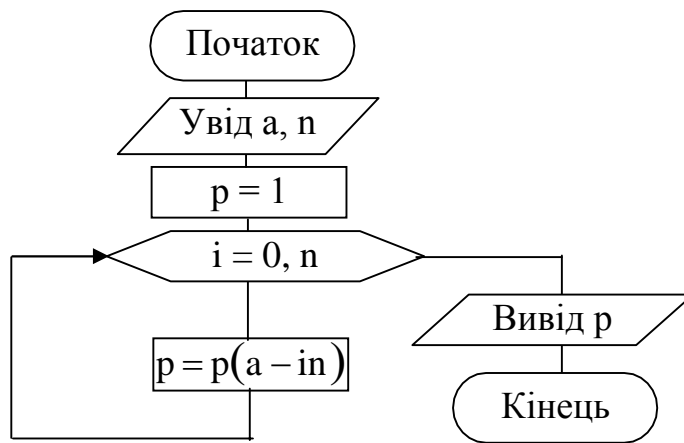 Початок
Увід a, n
p = 1
i = 0, n
p = p(a – in)
Вивід p
Кінець